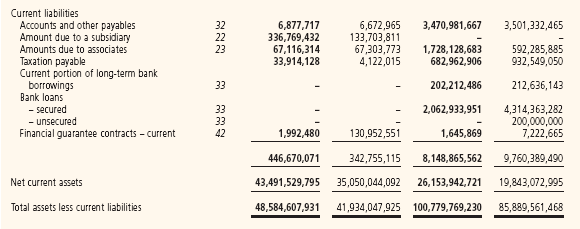 Current liabilities
Accounts and other payables 32 6,877,717 6,672,965 3,470,981,667 3,501,332,465
Amount due to a subsidiary 22 336,769,432 133,703,811 – –
Amounts due to associates 23 67,116,314 67,303,773 1,728,128,683 592,285,885
Taxation payable 33,914,128 4,122,015 682,962,906 932,549,050
Current portion of long-term bank
borrowings 33 – – 202,212,486 212,636,143
Bank loans
– secured 33 – – 2,062,933,951 4,314,363,282
– unsecured 33 – – – 200,000,000
Financial guarantee contracts – current 42 1,992,480 130,952,551 1,645,869 7,222,665
446,670,071 342,755,115 8,148,865,562 9,760,389,490
Net current assets 43,491,529,795 35,050,044,092 26,153,942,721 19,843,072,995
Total assets less current liabilities 48,584,607,931 41,934,047,925 100,779,769,230 85,889,561,468